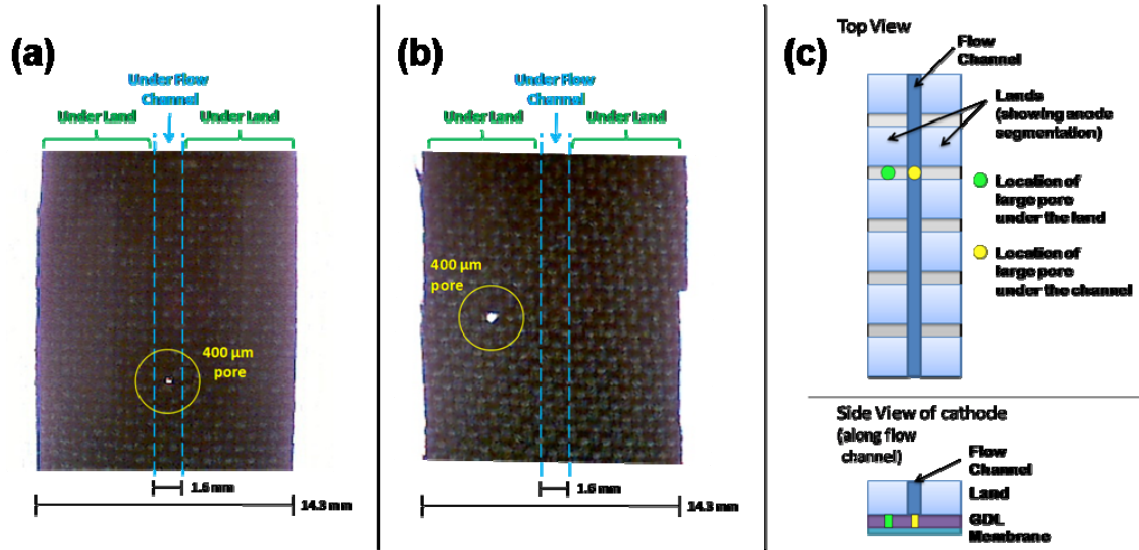 (a)
Under Flow
Channel
Under Land
Under Land
400 µm
pore
1.6 mm
14.3 mm
(b)
Under Flow
Channel
Under Land
Under Land
400 µm
pore
1.6 mm
14.3 mm
(c)
Top View
Flow
Channel
Lands
(showing anode
segmentation)
Location of
large pore
under the land
Location of
large pore
under the channel
Side View of cathode
(along flow
channel)
Flow
Channel
Land
GDL
Membrane